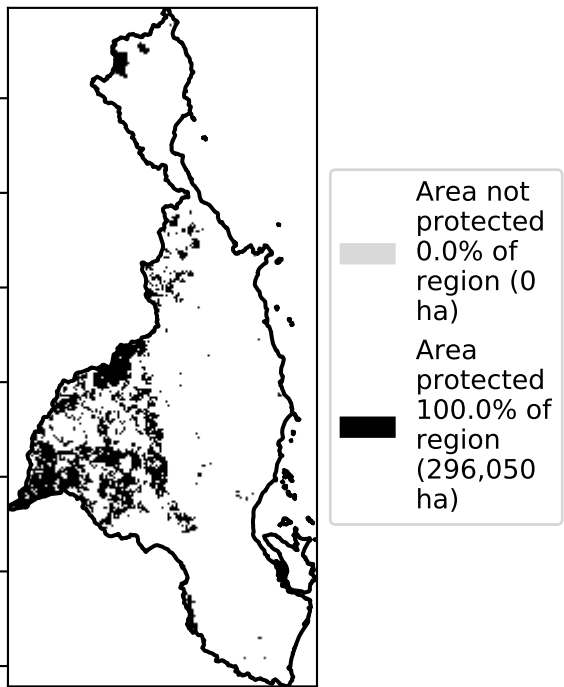 Area not
protected
0.0% of
region (0
ha)
Area
protected
100.0% of
region
(296,050
ha)